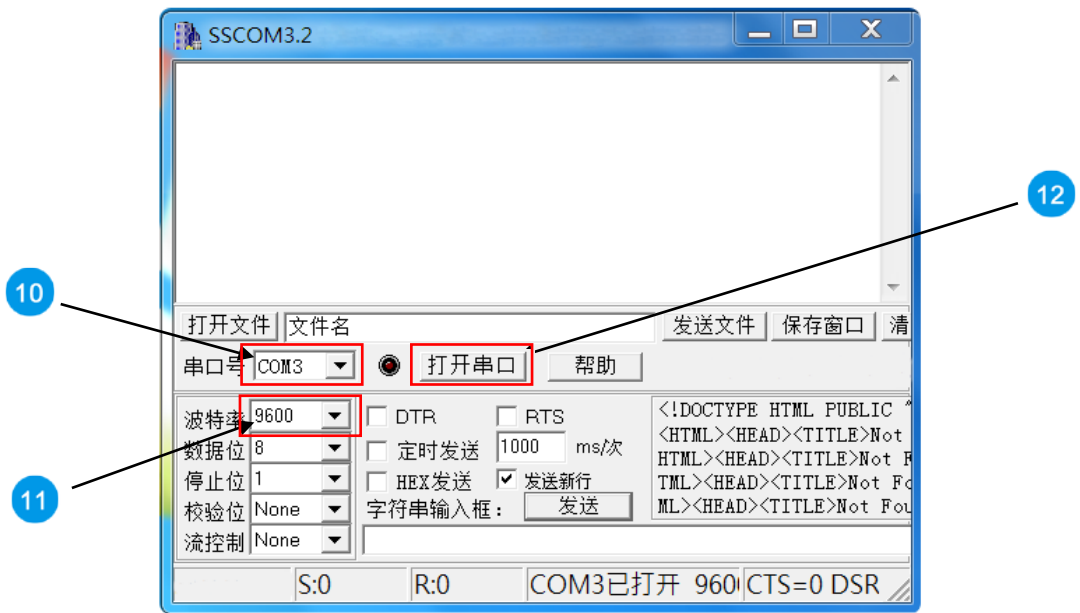 SSCOM3.2
12
10
打开文件 文件名 发送文件 保存窗口 清
串口号 COM3 打开串口 帮助
波特率 9600 DTR RTS
数据位 8 定时发送 1000 ms/次
停止位 1 HEX发送 发送新行
11
校验位 None 字符串输入框： 发送
流控制 None
<!DOCTYPE HTML PUBLIC "
<HTML><HEAD><TITLE>Not
HTML><HEAD><TITLE>Not F
TML><HEAD><TITLE>Not Fo
ML><HEAD><TITLE>Not Fou
S:0 R:0 COM3已打开 960 CTS=0 DSR